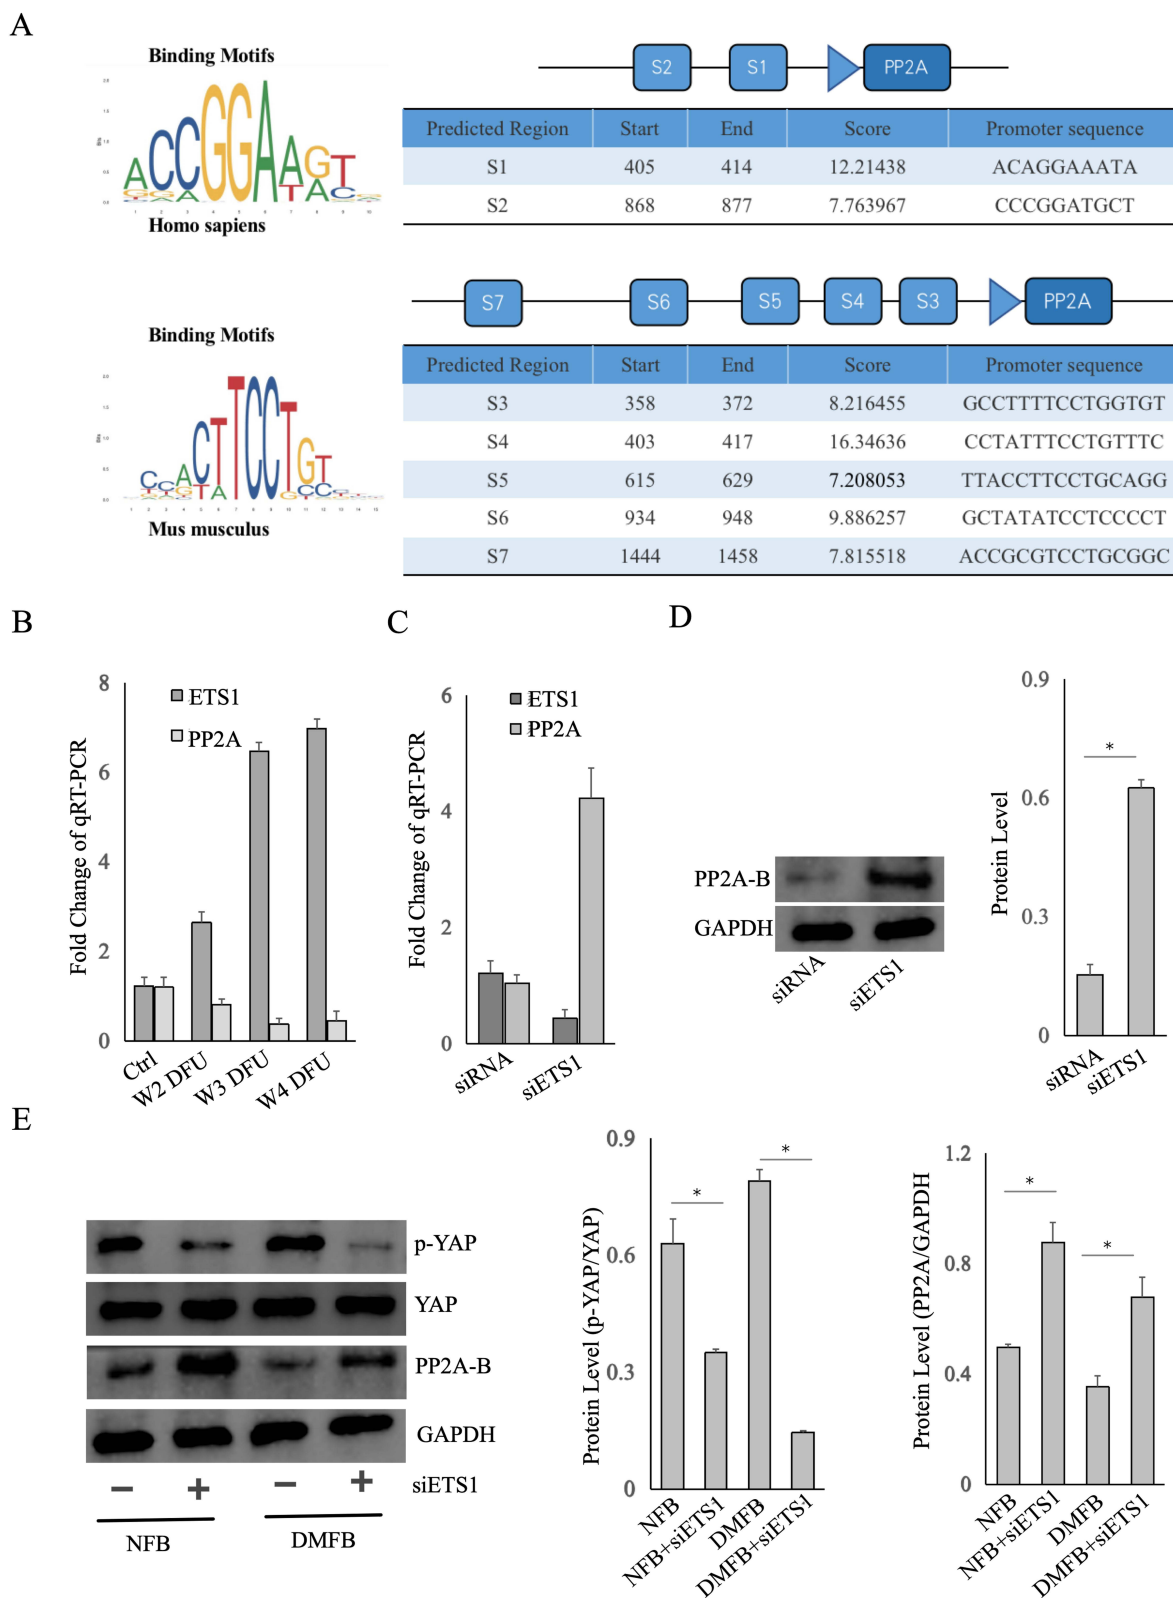 A
Binding Motifs
Homo sapiens
S2 S1 PP2A
Predicted Region Start End Score Promoter sequence
S1 405 414 12.21438 ACAGGAAATA
S2 868 877 7.763967 CCCGGATGCT
S7 S6 S5 S4 S3 PP2A
Binding Motifs
Mus musculus
Predicted Region Start End Score Promoter sequence
S3 358 372 8.216455 GCCTTTTCCTGGTGT
S4 403 417 16.34636 CCTATTTCCTGTTTC
S5 615 629 7.208053 TTACCTTCCTGCAGG
S6 934 948 9.886257 GCTATATCCTCCCCT
S7 1444 1458 7.815518 ACCGCGTCCTGCGGC
B
Fold Change of qRT-PCR
8
6
4
2
0
ETS1
PP2A
Ctrl
W2 DFU
W3 DFU
W4 DFU
C
Fold Change of qRT-PCR
6
4
2
0
ETS1
PP2A
siRNA
siETS1
D
PP2A-B
GAPDH
siRNA
siETS1
Protein Level
0.9
0.6
0.3
0
*
siRNA
siETS1
E
p-YAP
YAP
PP2A-B
GAPDH
− + − + siETS1
NFB DMFB
Protein Level (p-YAP/YAP)
0.9
0.6
0.3
0
*
*
NFB
NFB+siETS1
DMFB
DMFB+siETS1
Protein Level (PP2A/GAPDH
1.2
0.8
0.4
0
*
*
NFB
NFB+siETS1
DMFB
DMFB+siETS1